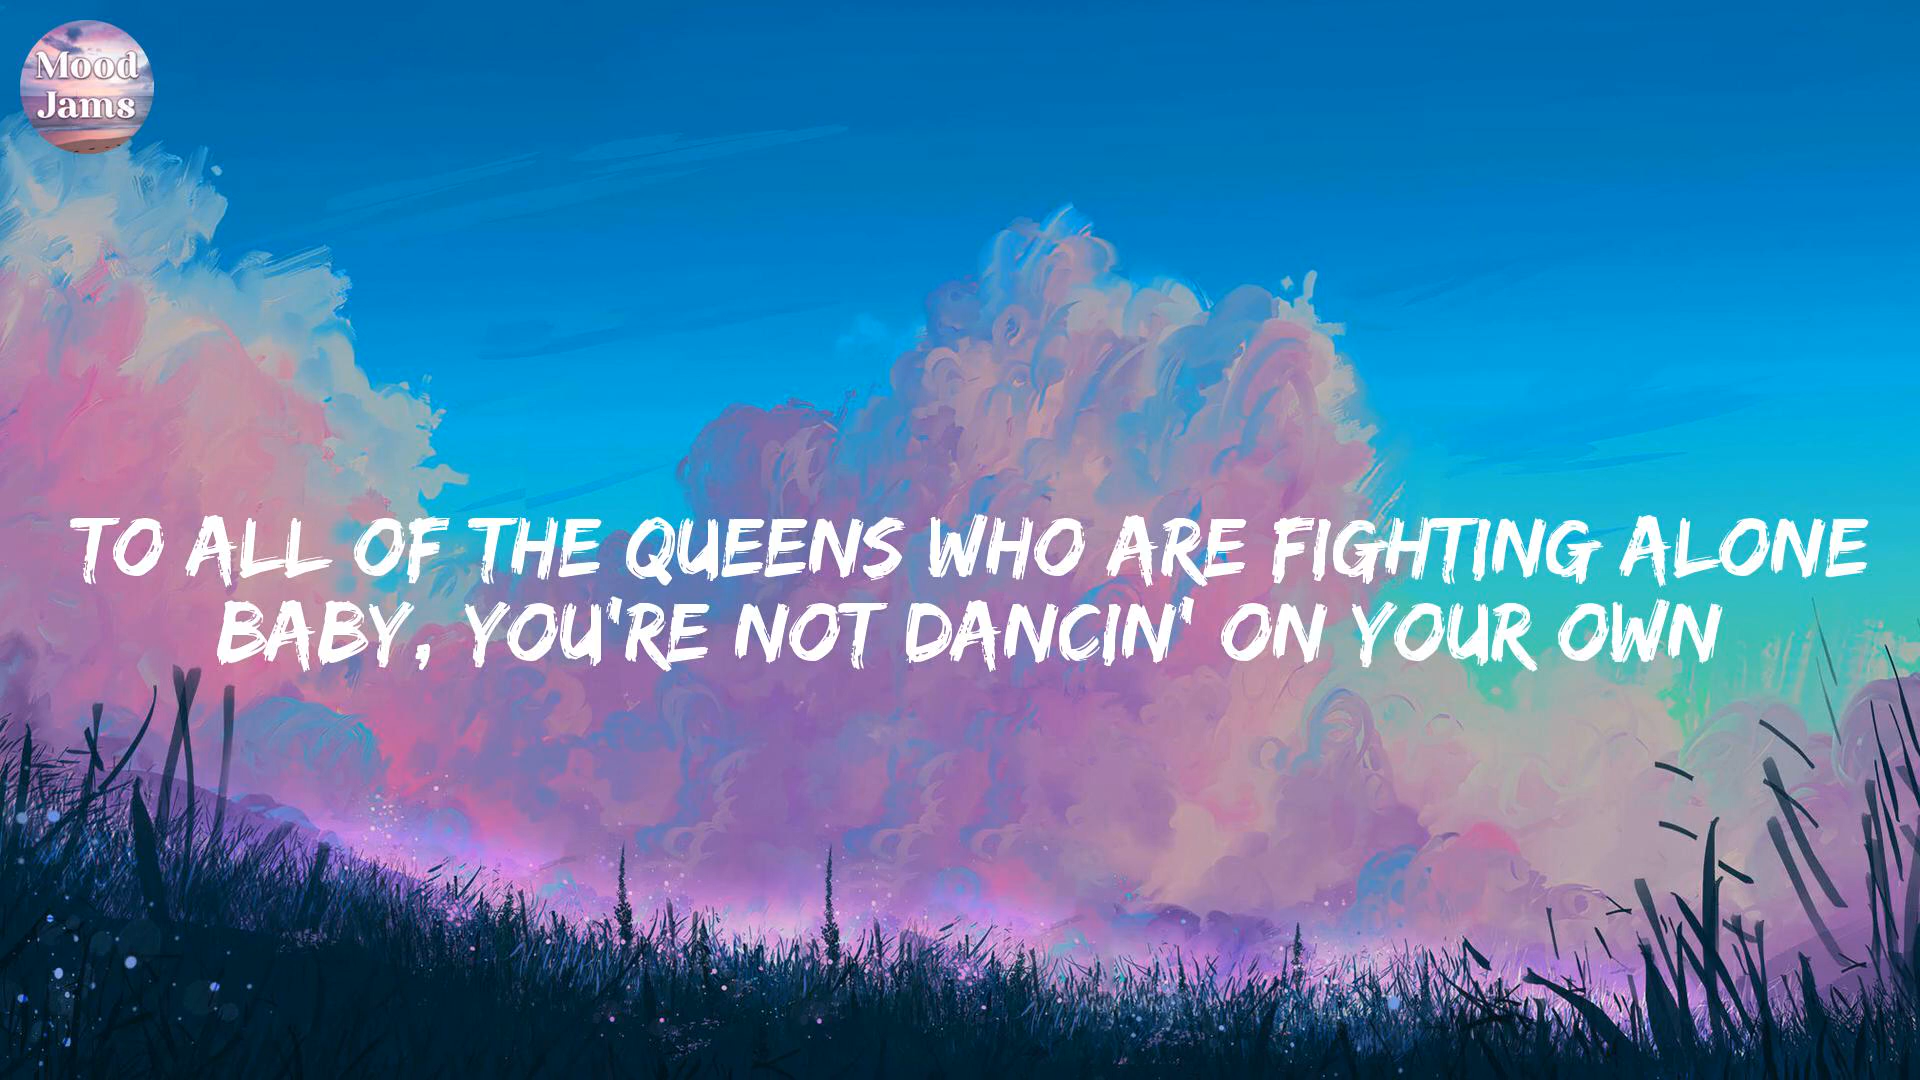 Mood
Jams
TO ALL OF THE QUEENS WHO ARE FIGHTING ALONE
BABY, YOU'RE NOT DANCIN' ON YOUR OWN